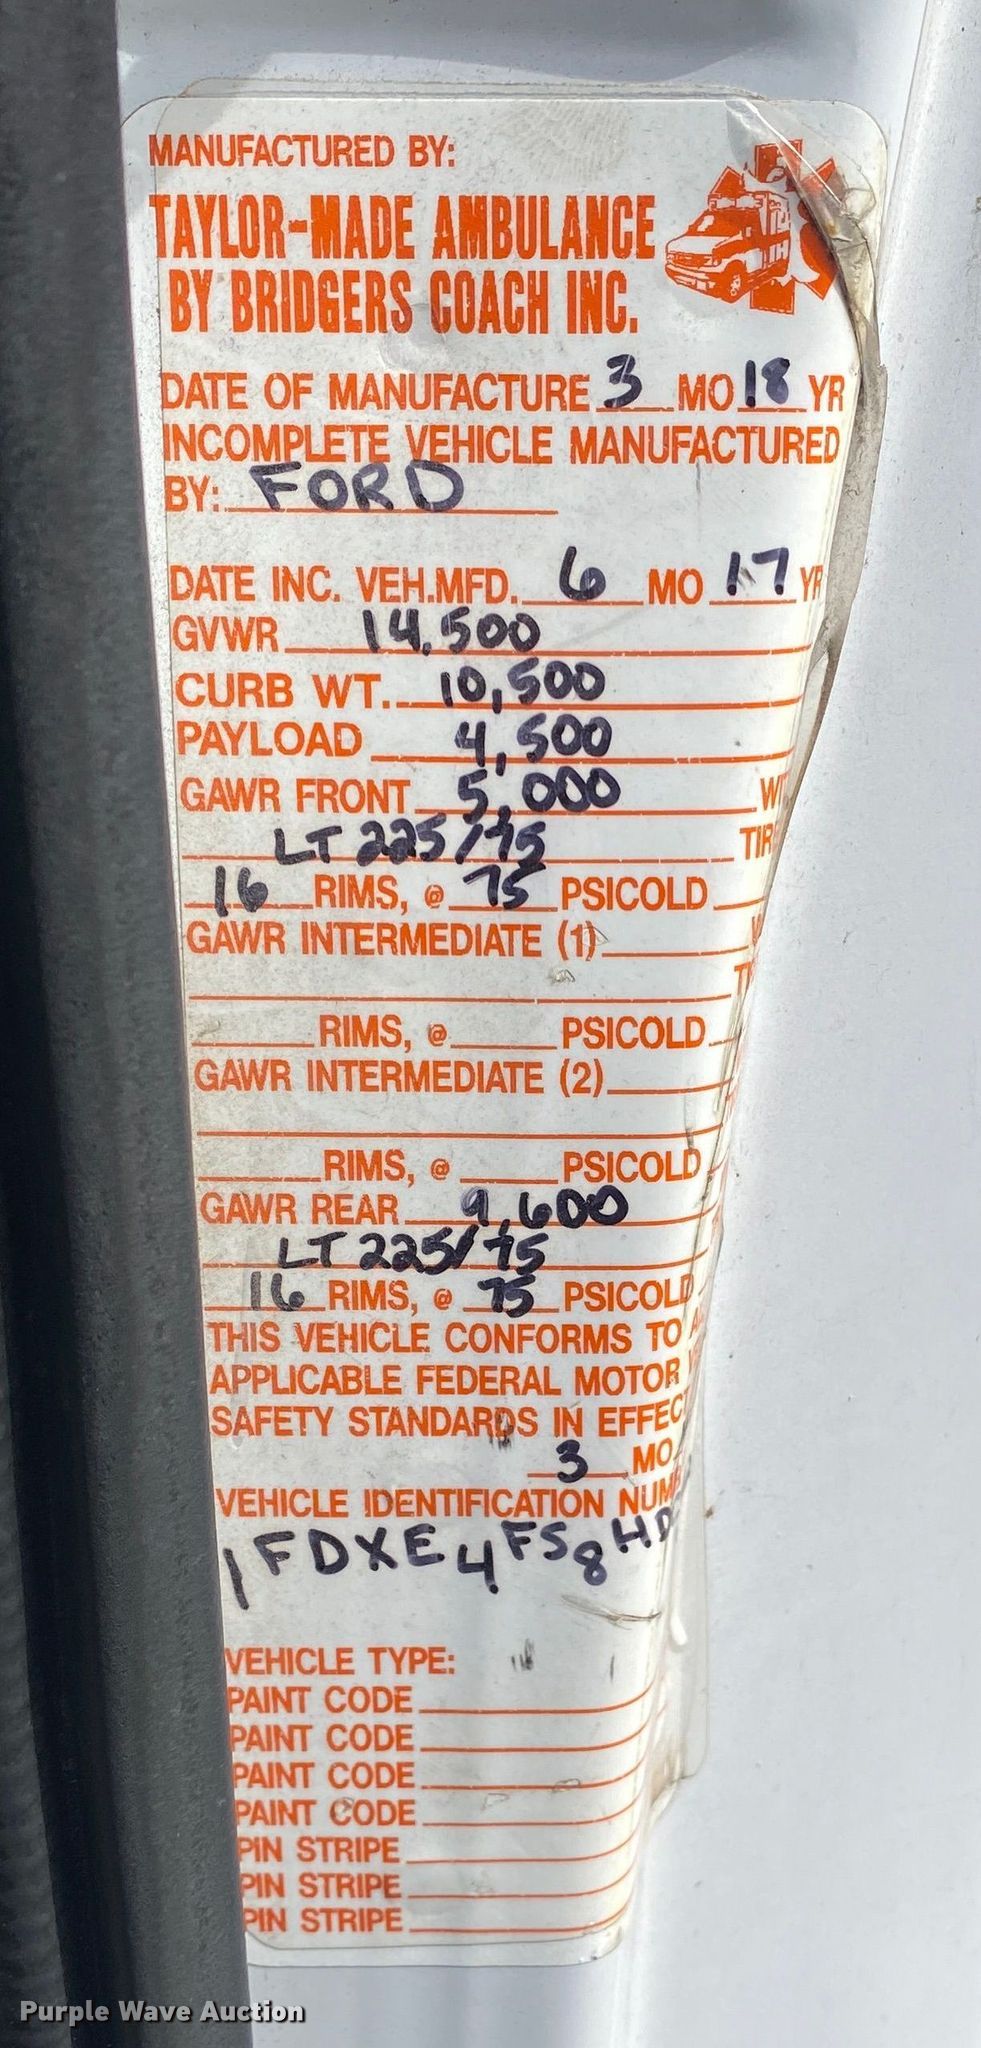 MANUFACTURED BY:
TAYLOR-MADE AMBULANCE
BY BRIDGERS COACH INC.
DATE OF MANUFACTURE 3 MO 18 YR
INCOMPLETE VEHICLE MANUFACTURED
BY: FORD
DATE INC. VEH.MFD. 6 MO 17 YR
GVWR 14,500
CURB WT. 10,500
PAYLOAD 4,500
GAWR FRONT 5,000
LT 225/75
16 RIMS, @ 75 PSICOLD
GAWR INTERMEDIATE (1)
RIMS, @ PSICOLD
GAWR INTERMEDIATE (2)
RIMS, @ PSICOLD
GAWR REAR 9,600
LT 225/75
16 RIMS, @ 75 PSICOLD
THIS VEHICLE CONFORMS TO
APPLICABLE FEDERAL MOTOR
SAFETY STANDARDS IN EFFECT
3 MO.
VEHICLE IDENTIFICATION
1FDXE4FS8HD
VEHICLE TYPE:
PAINT CODE
PAINT CODE
PAINT CODE
PAINT CODE
PIN STRIPE
PIN STRIPE
PIN STRIPE
Purple Wave Auction